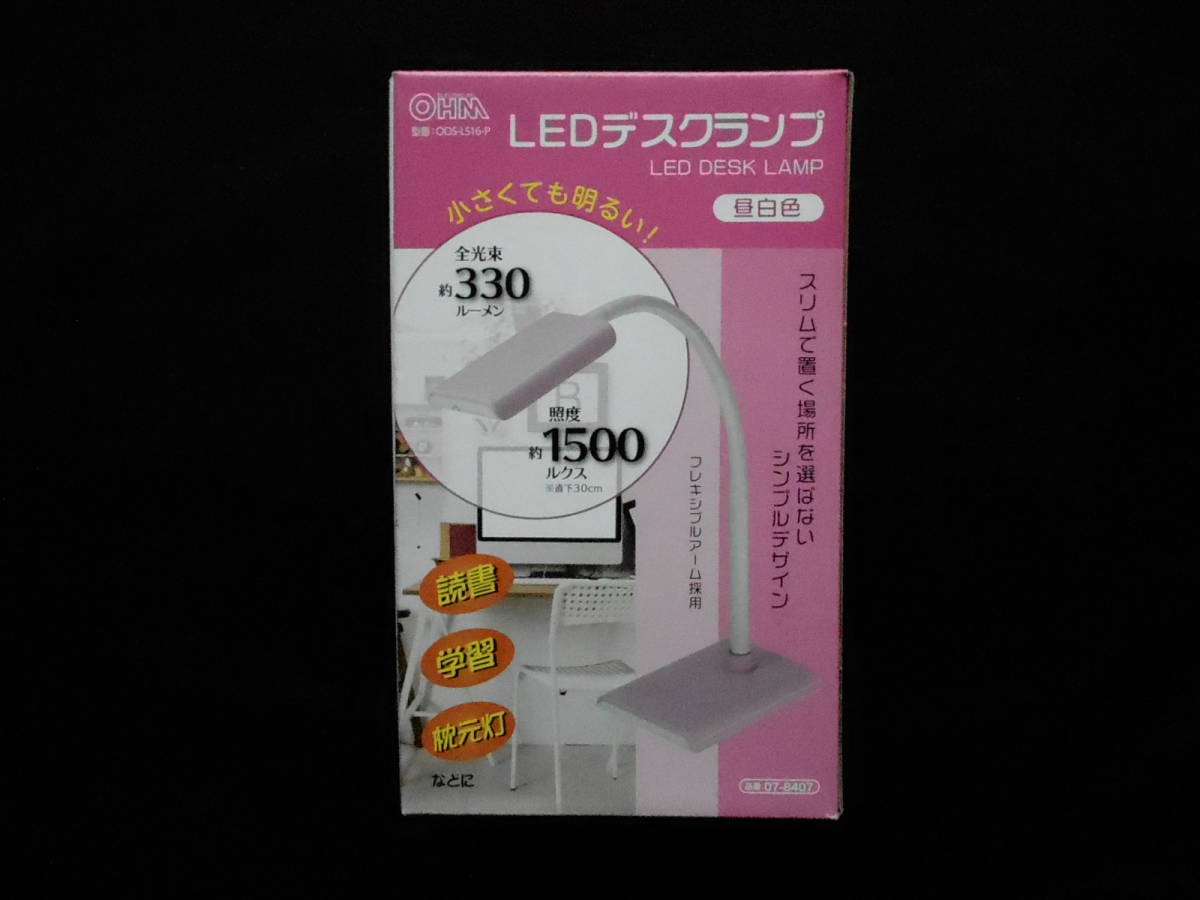 OHM
型番：ODS-LS16-P
LEDデスクランプ
LED DESK LAMP
昼白色
小さくても明るい！
全光束
約330
ルーメン
照度
約1500
ルクス
※直下30cm
スリムで置く場所を選ばない
シンプルデザイン
フレキシブルアーム採用
B
読書
学習
枕元灯
などに
品番 07-8407